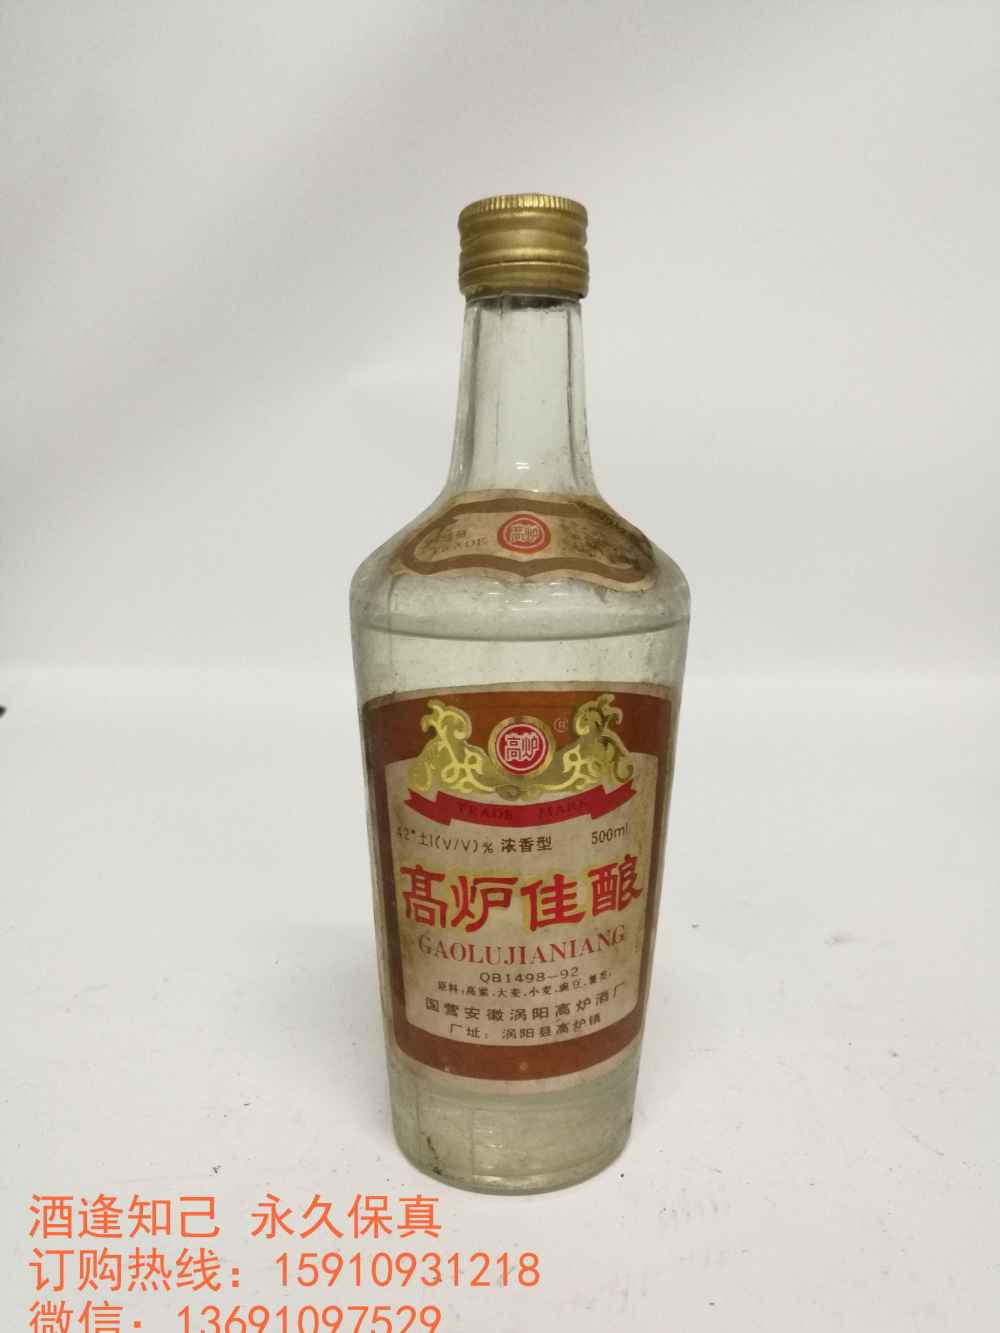 TRADE
高炉
高炉
®
TRADE MARK
42°±1(V/V)% 浓香型 500ml
高炉佳酿
GAOLUJIANIANG
QB1498-92
原料:高粱、大麦、小麦、豌豆、薯类.
国营安徽涡阳高炉酒厂
厂址:涡阳县高炉镇
酒逢知己 永久保真
订购热线:15910931218
微信:13691097529